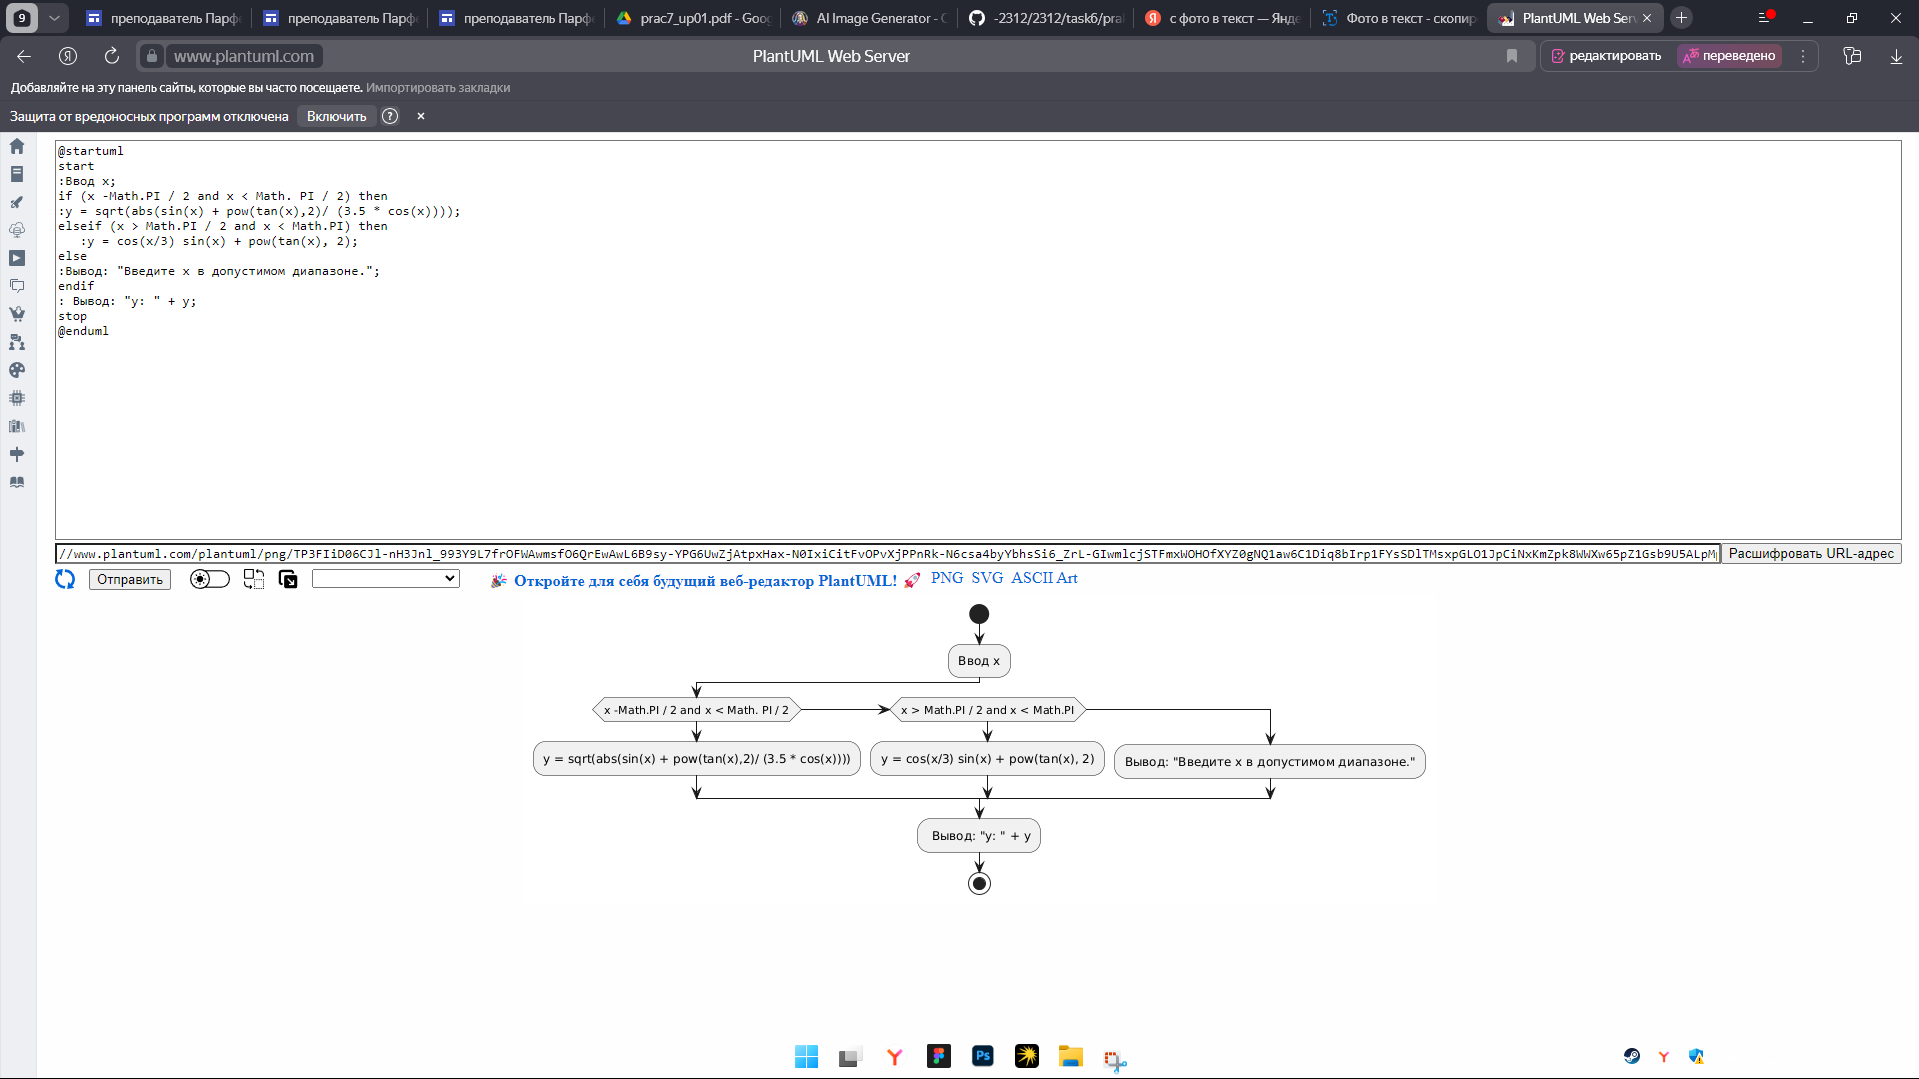 9
преподаватель Парф
преподаватель Парф
преподаватель Парф
prac7_up01.pdf - Goog
AI Image Generator - C
-2312/2312/task6/pra
с фото в текст — Янде
Фото в текст - скопир
PlantUML Web Serv
www.plantuml.com
PlantUML Web Server
редактировать
переведено
Добавляйте на эту панель сайты, которые вы часто посещаете. Импортировать закладки
Защита от вредоносных программ отключена Включить ?
@startuml
start
:Ввод x;
if (x -Math.PI / 2 and x < Math. PI / 2) then
:y = sqrt(abs(sin(x) + pow(tan(x),2)/ (3.5 * cos(x))));
elseif (x > Math.PI / 2 and x < Math.PI) then
:y = cos(x/3) sin(x) + pow(tan(x), 2);
else
:Вывод: "Введите x в допустимом диапазоне.";
endif
: Вывод: "y: " + y;
stop
@enduml
//www.plantuml.com/plantuml/png/TP3FIiD06CJl-nH3Jnl_993Y9L7frOFWAwmsfO6QrEwAwL6B9sy-YPG6UwZjAtpxHax-N0IxiCitFvOPvXjPPnRk-N6csa4byYbhsSi6_ZrL-GIwmlcjSTFmxWOHOfXYZ0gNQ1aw6C1Diq8bIrp1FYsSDlTMsxpGLO1JpCiNxKmZpk8WWXw65pZ1Gsb9U5ALpM
Расшифровать URL-адрес
Отправить
Откройте для себя будущий веб-редактор PlantUML!
PNG SVG ASCII Art
Ввод x
x -Math.PI / 2 and x < Math. PI / 2
x > Math.PI / 2 and x < Math.PI
y = sqrt(abs(sin(x) + pow(tan(x),2)/ (3.5 * cos(x))))
y = cos(x/3) sin(x) + pow(tan(x), 2)
Вывод: "Введите x в допустимом диапазоне."
Вывод: "y: " + y
Ps